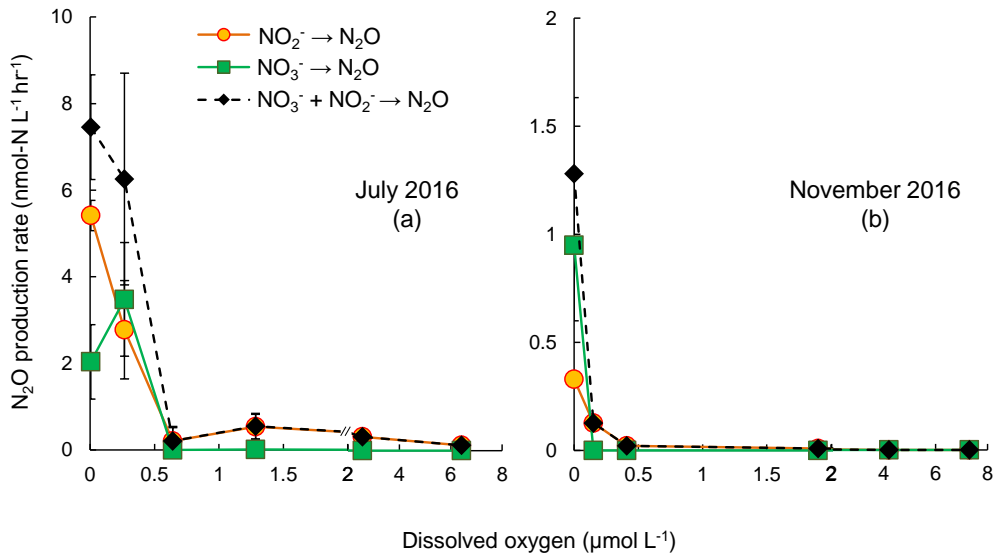 N₂O production rate (nmol-N L⁻¹ hr⁻¹)
10
8
6
4
2
0
NO₂⁻ → N₂O
NO₃⁻ → N₂O
NO₃⁻ + NO₂⁻ → N₂O
July 2016
(a)
0 0.5 1 1.5 2 4 6 8
//
2
1.5
1
0.5
0
November 2016
(b)
0 0.5 1 1.5 2 4 6 8
Dissolved oxygen (µmol L⁻¹)